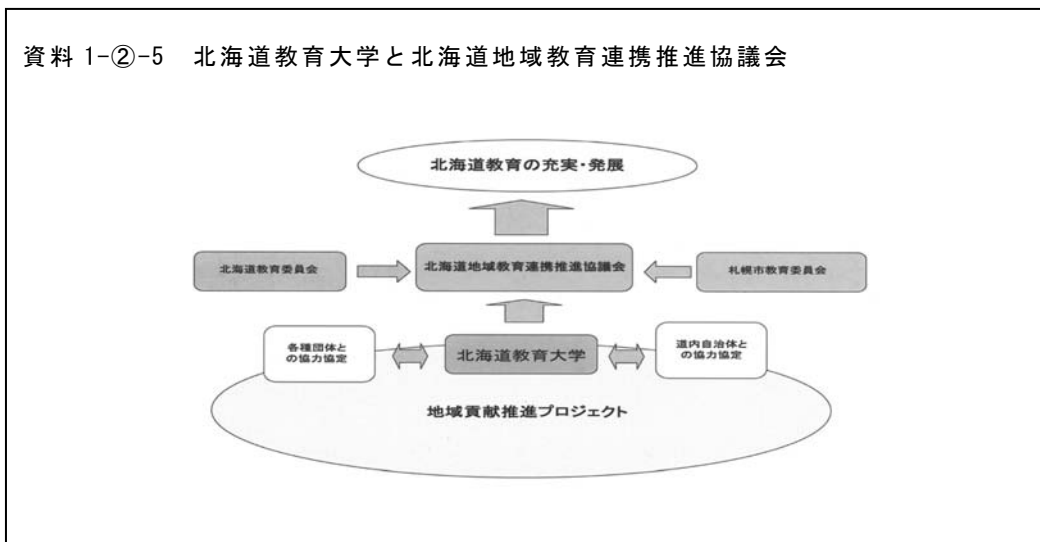 資料 1-②-5 北海道教育大学と北海道地域教育連携推進協議会
北海道教育の充実・発展
北海道教育委員会
北海道地域教育連携推進協議会
札幌市教育委員会
各種団体と
の協力協定
北海道教育大学
道内自治体と
の協力協定
地域貢献推進プロジェクト